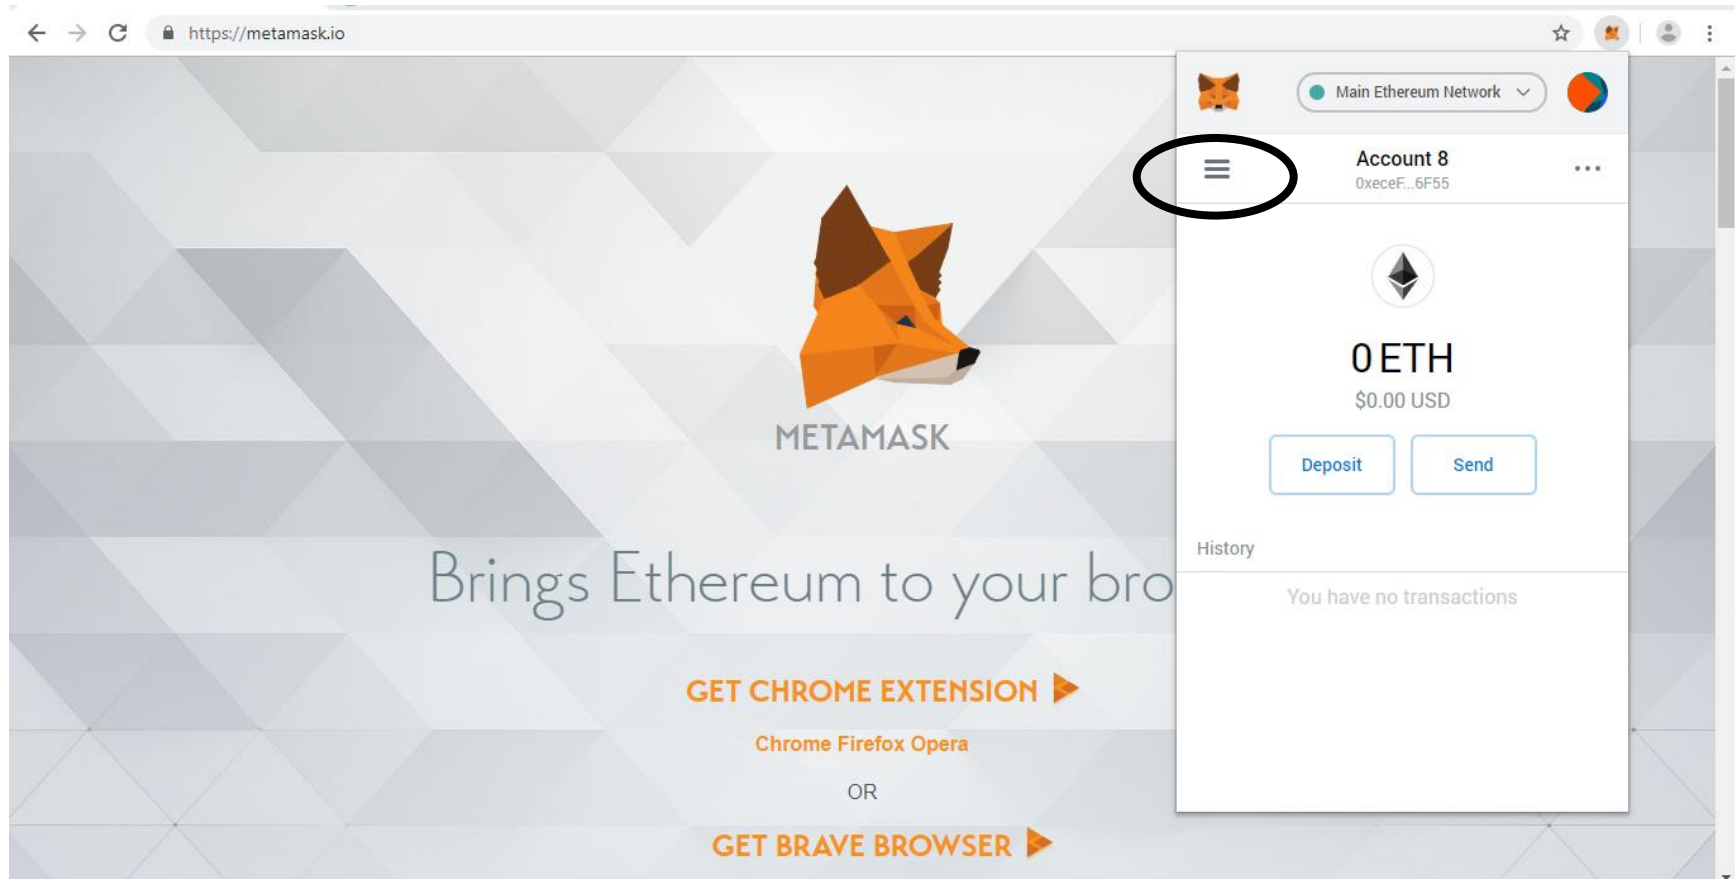 https://metamask.io
Main Ethereum Network
Account 8
0xeceF...6F55
0 ETH
$0.00 USD
Deposit
Send
History
You have no transactions
METAMASK
Brings Ethereum to your bro
GET CHROME EXTENSION
Chrome Firefox Opera
OR
GET BRAVE BROWSER